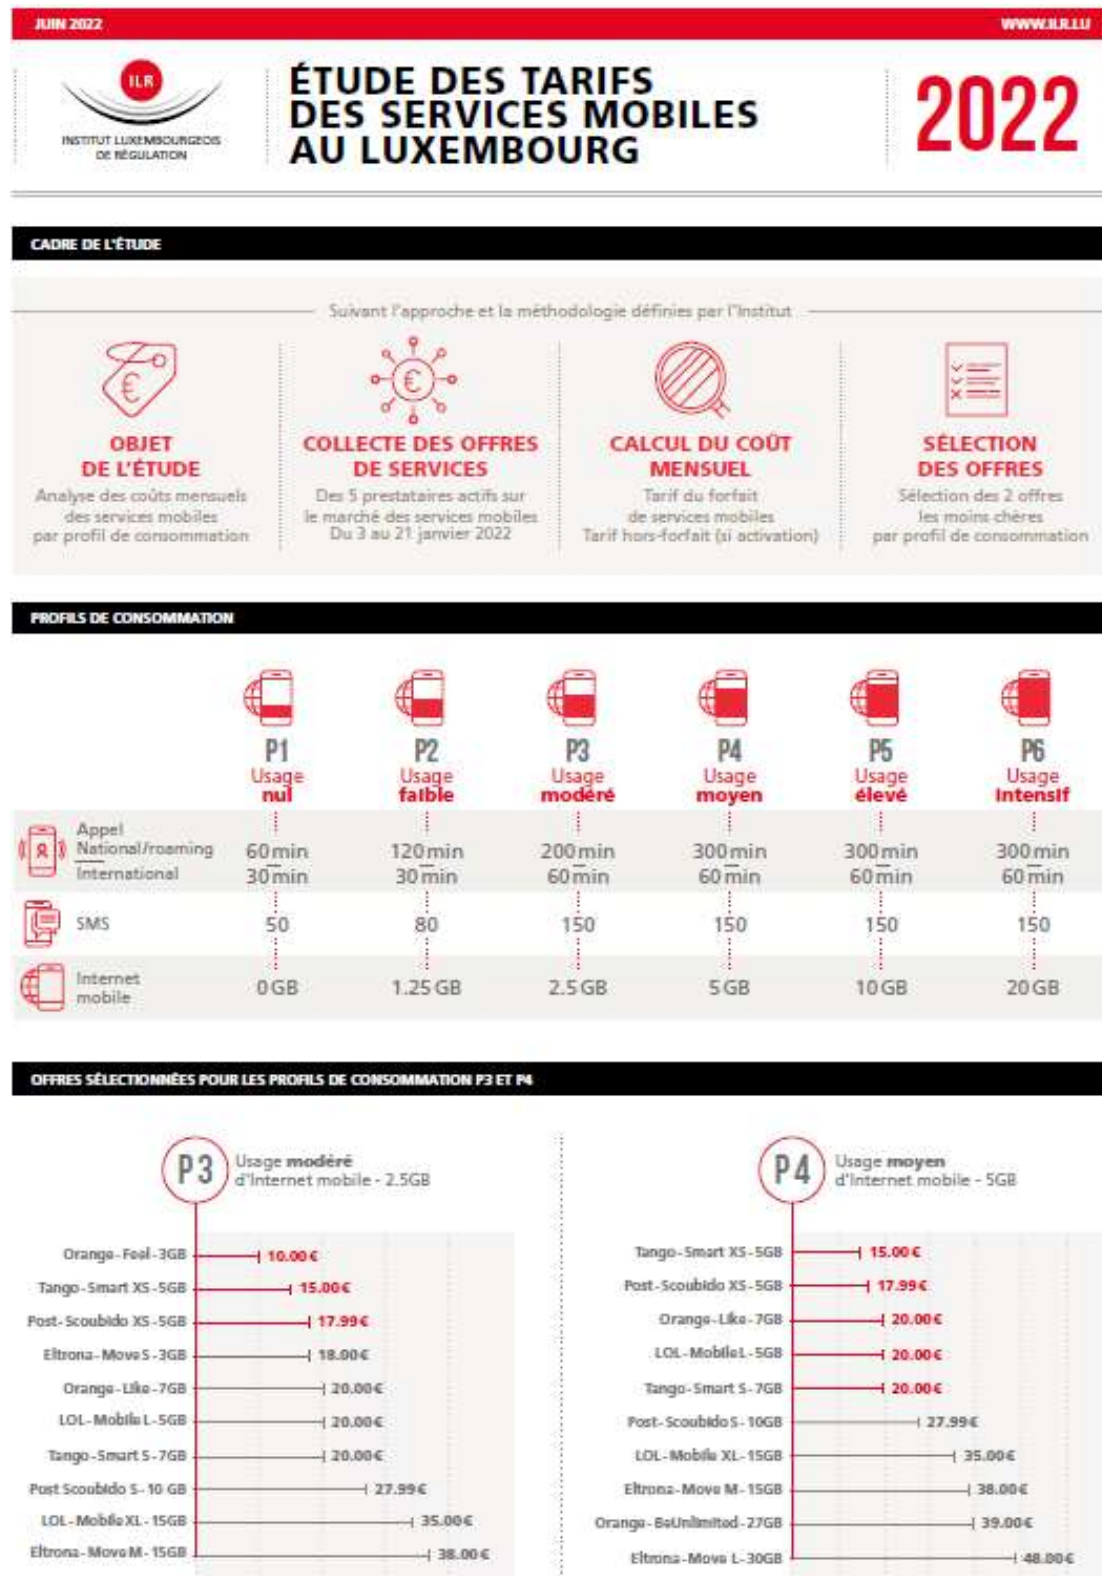 JUIN 2022
WWW.ILR.LU
ILR
INSTITUT LUXEMBOURGEOIS
DE RÉGULATION
ÉTUDE DES TARIFS
DES SERVICES MOBILES
AU LUXEMBOURG
2022
CADRE DE L'ÉTUDE
Suivant l'approche et la méthodologie définies par l'Institut
OBJET
DE L'ÉTUDE
Analyse des coûts mensuels
des services mobiles
par profil de consommation
COLLECTE DES OFFRES
DE SERVICES
Des 5 prestataires actifs sur
le marché des services mobiles
Du 3 au 21 janvier 2022
CALCUL DU COÛT
MENSUEL
Tarif du forfait
de services mobiles
Tarif hors-forfait (si activation)
SÉLECTION
DES OFFRES
Sélection des 2 offres
les moins chères
par profil de consommation
PROFILS DE CONSOMMATION
P1 P2 P3 P4 P5 P6
Usage Usage Usage Usage Usage Usage
nul faible modéré moyen élevé intensif
Appel
National/roaming 60 min 120 min 200 min 300 min 300 min 300 min
International 30 min 30 min 60 min 60 min 60 min 60 min
SMS 50 80 150 150 150 150
Internet
mobile
0 GB 1.25 GB 2.5 GB 5 GB 10 GB 20 GB
OFFRES SÉLECTIONNÉES POUR LES PROFILS DE CONSOMMATION P3 ET P4
P3
Usage modéré
d'Internet mobile - 2.5GB
Orange-Feel-3GB 10.00€
Tango-Smart XS-5GB 15.00€
Post-Scoubido XS-5GB 17.99€
Eltrona-Move S-3GB 18.00€
Orange-Like-7GB 20.00€
LOL-Mobile L-5GB 20.00€
Tango-Smart S-7GB 20.00€
Post Scoubido S-10 GB 27.99€
LOL-Mobile XL-15GB 35.00€
Eltrona-Move M-15GB 38.00€
P4
Usage moyen
d'Internet mobile - 5GB
Tango-Smart XS-5GB 15.00€
Post-Scoubido XS-5GB 17.99€
Orange-Like-7GB 20.00€
LOL-Mobile L-5GB 20.00€
Tango-Smart S-7GB 20.00€
Post-Scoubido S-10GB 27.99€
LOL-Mobile XL-15GB 35.00€
Eltrona-Move M-15GB 38.00€
Orange-BeUnlimited-27GB 39.00€
Eltrona-Move L-30GB 48.00€